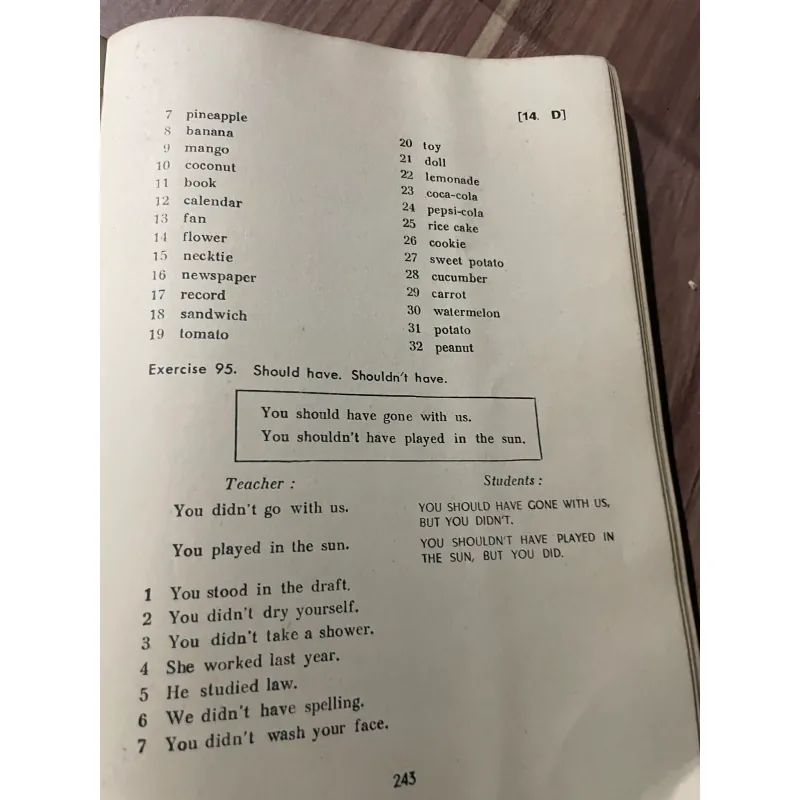 [14. D]
7 pineapple
8 banana
9 mango
10 coconut
11 book
12 calendar
13 fan
14 flower
15 necktie
16 newspaper
17 record
18 sandwich
19 tomato
20 toy
21 doll
22 lemonade
23 coca-cola
24 pepsi-cola
25 rice cake
26 cookie
27 sweet potato
28 cucumber
29 carrot
30 watermelon
31 potato
32 peanut
Exercise 95. Should have. Shouldn't have.
You should have gone with us.
You shouldn't have played in the sun.
Teacher :
Students :
You didn't go with us.
YOU SHOULD HAVE GONE WITH US,
BUT YOU DIDN'T.
You played in the sun.
YOU SHOULDN'T HAVE PLAYED IN
THE SUN, BUT YOU DID.
1 You stood in the draft.
2 You didn't dry yourself.
3 You didn't take a shower.
4 She worked last year.
5 He studied law.
6 We didn't have spelling.
7 You didn't wash your face.
243